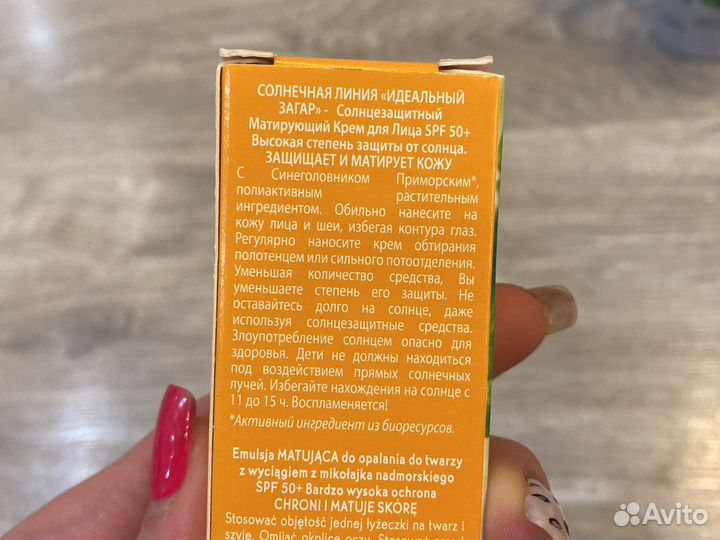 СОЛНЕЧНАЯ ЛИНИЯ «ИДЕАЛЬНЫЙ
ЗАГАР» - Солнцезащитный
Матирующий Крем для Лица SPF 50+
Высокая степень защиты от солнца.
ЗАЩИЩАЕТ И МАТИРУЕТ КОЖУ
С Синеголовником Приморским*,
полиактивным растительным
ингредиентом. Обильно нанесите на
кожу лица и шеи, избегая контура глаз.
Регулярно наносите крем обтирания
полотенцем или сильного потоотделения.
Уменьшая количество средства, Вы
уменьшаете степень его защиты. Не
оставайтесь долго на солнце, даже
используя солнцезащитные средства.
Злоупотребление солнцем опасно для
здоровья. Дети не должны находиться
под воздействием прямых солнечных
лучей. Избегайте нахождения на солнце с
11 до 15 ч. Воспламеняется!
*Активный ингредиент из биоресурсов.
Emulsja MATUJĄCA do opalania do twarzy
z wyciągiem z mikołajka nadmorskiego
SPF 50+ Bardzo wysoka ochrona
CHRONI I MATUJE SKÓRĘ
Stosować objętość jednej łyżeczki na twarz i
szyję. Omijać okolice oczu. Stosować
Avito